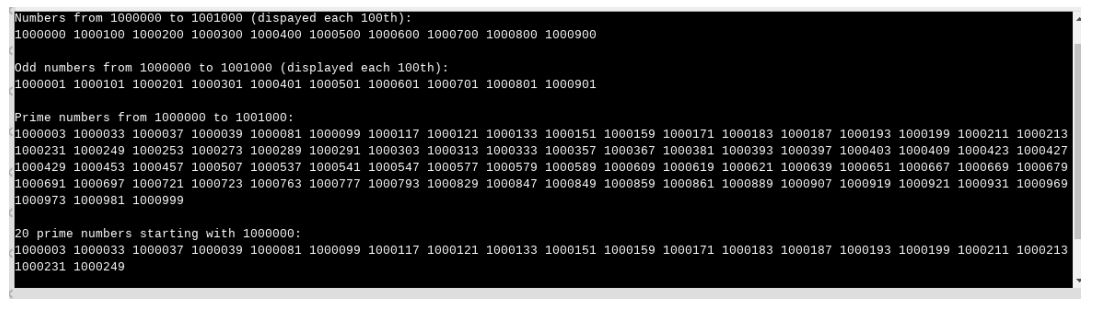 Numbers from 1000000 to 1001000 (dispayed each 100th):
1000000 1000100 1000200 1000300 1000400 1000500 1000600 1000700 1000800 1000900
Odd numbers from 1000000 to 1001000 (displayed each 100th):
1000001 1000101 1000201 1000301 1000401 1000501 1000601 1000701 1000801 1000901
Prime numbers from 1000000 to 1001000:
1000003 1000033 1000037 1000039 1000081 1000099 1000117 1000121 1000133 1000151 1000159 1000171 1000183 1000187 1000193 1000199 1000211 1000213
1000231 1000249 1000253 1000273 1000289 1000291 1000303 1000313 1000333 1000357 1000367 1000381 1000393 1000397 1000403 1000409 1000423 1000427
1000429 1000453 1000457 1000507 1000537 1000541 1000547 1000577 1000579 1000589 1000609 1000619 1000621 1000639 1000651 1000667 1000669 1000679
1000691 1000697 1000721 1000723 1000763 1000777 1000793 1000829 1000847 1000849 1000859 1000861 1000889 1000907 1000919 1000921 1000931 1000969
1000973 1000981 1000999
20 prime numbers starting with 1000000:
1000003 1000033 1000037 1000039 1000081 1000099 1000117 1000121 1000133 1000151 1000159 1000171 1000183 1000187 1000193 1000199 1000211 1000213
1000231 1000249